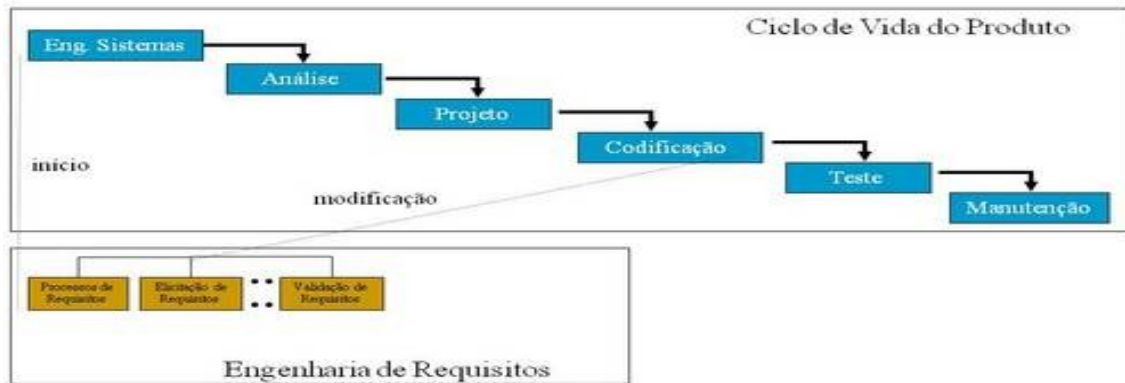 Ciclo de Vida do Produto
Eng. Sistemas
Análise
Projeto
Codificação
Teste
Manutenção
início
modificação
Processos de
Requisitos
Elicitação de
Requisitos
Validação de
Requisitos
Engenharia de Requisitos